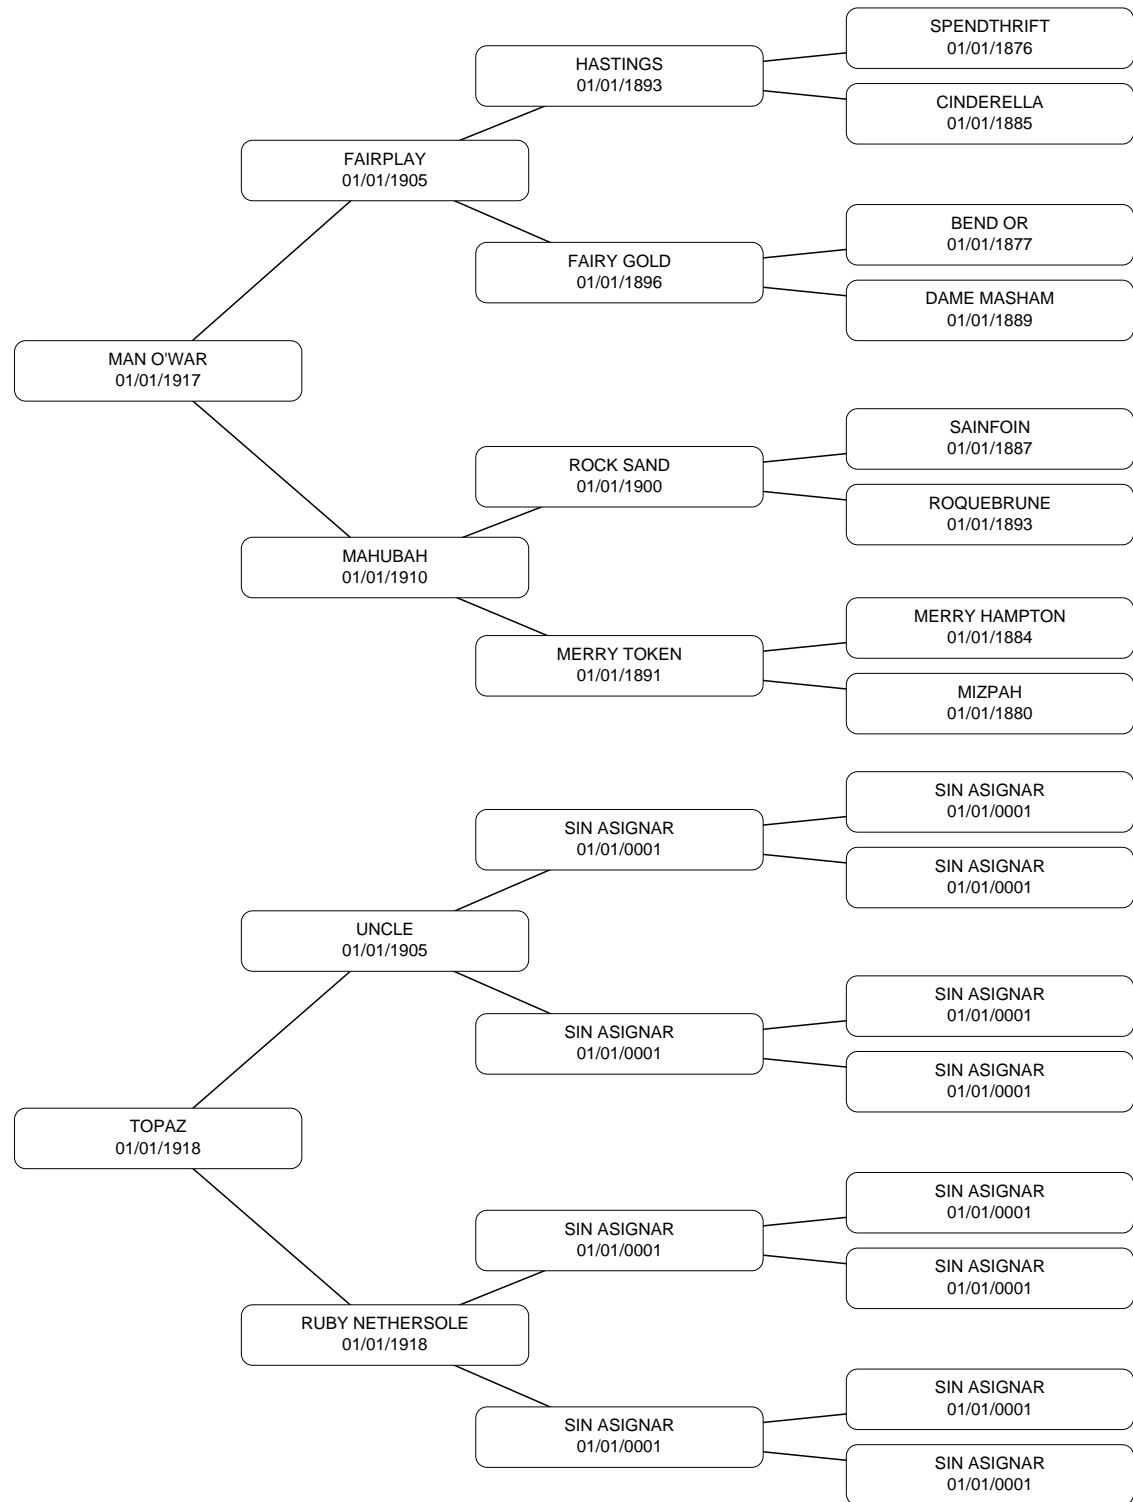 SPENDTHRIFT
01/01/1876
HASTINGS
01/01/1893
CINDERELLA
01/01/1885
FAIRPLAY
01/01/1905
BEND OR
01/01/1877
FAIRY GOLD
01/01/1896
DAME MASHAM
01/01/1889
MAN O'WAR
01/01/1917
SAINFOIN
01/01/1887
ROCK SAND
01/01/1900
ROQUEBRUNE
01/01/1893
MAHUBAH
01/01/1910
MERRY HAMPTON
01/01/1884
MERRY TOKEN
01/01/1891
MIZPAH
01/01/1880
SIN ASIGNAR
01/01/0001
SIN ASIGNAR
01/01/0001
SIN ASIGNAR
01/01/0001
UNCLE
01/01/1905
SIN ASIGNAR
01/01/0001
SIN ASIGNAR
01/01/0001
SIN ASIGNAR
01/01/0001
TOPAZ
01/01/1918
SIN ASIGNAR
01/01/0001
SIN ASIGNAR
01/01/0001
SIN ASIGNAR
01/01/0001
RUBY NETHERSOLE
01/01/1918
SIN ASIGNAR
01/01/0001
SIN ASIGNAR
01/01/0001
SIN ASIGNAR
01/01/0001